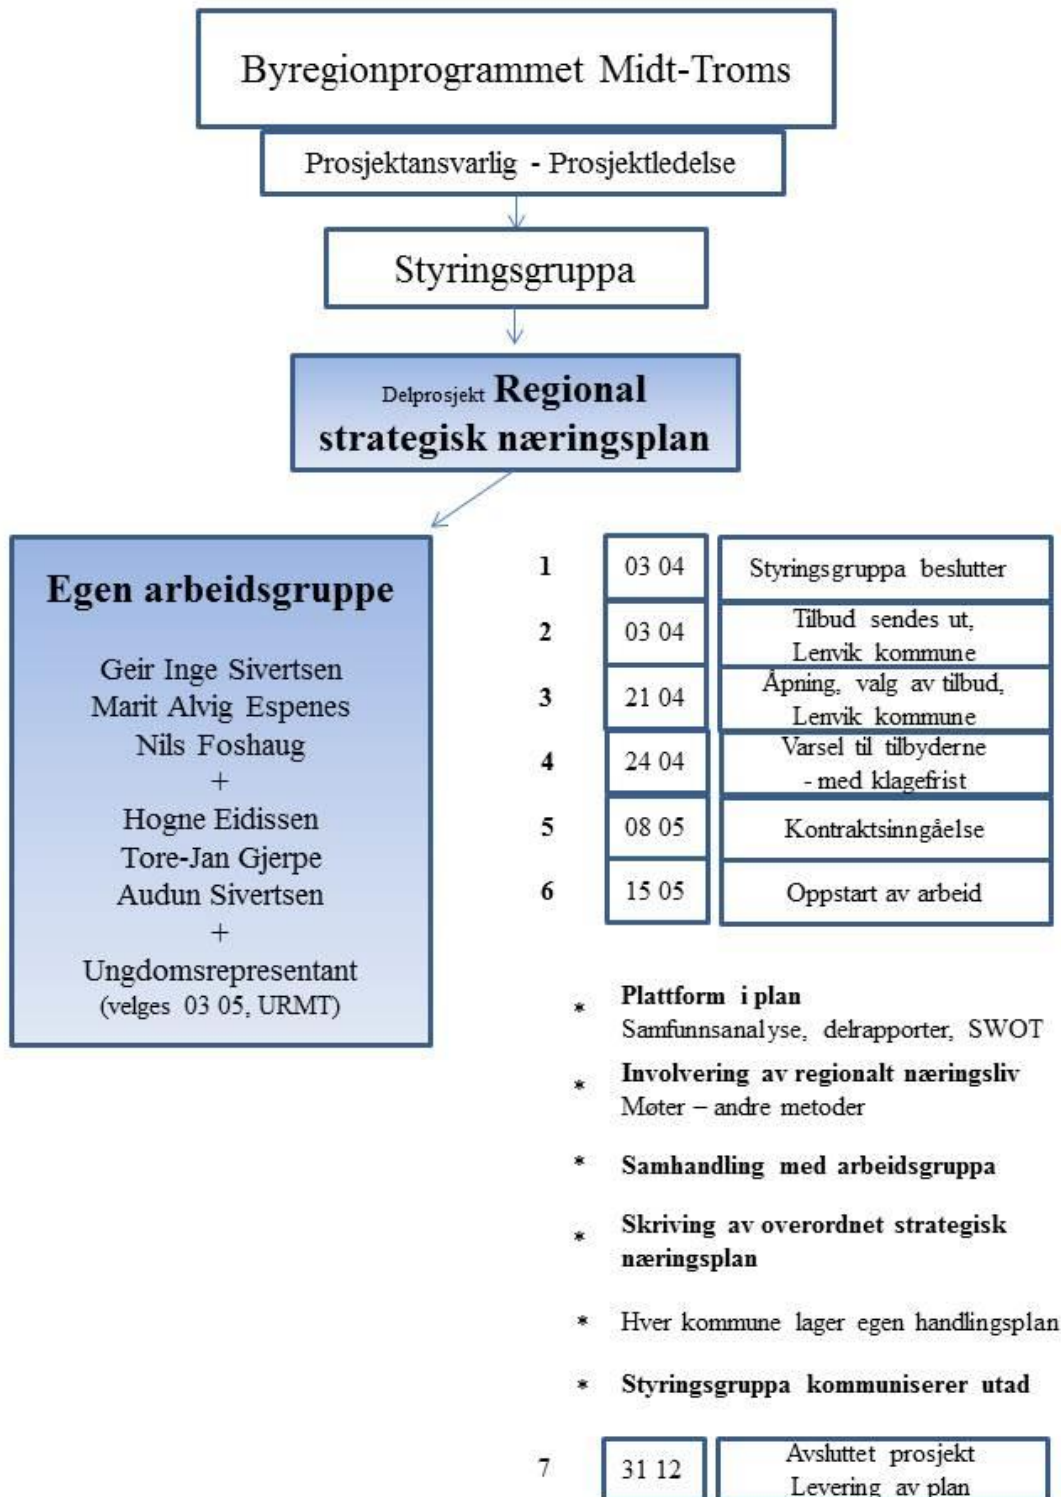 Byregionprogrammet Midt-Troms
Prosjektansvarlig - Prosjektledelse
Styringsgruppa
Delprosjekt Regional
strategisk næringsplan
Egen arbeidsgruppe
Geir Inge Sivertsen
Marit Alvig Espenes
Nils Foshaug
+
Hogne Eidissen
Tore-Jan Gjerpe
Audun Sivertsen
+
Ungdomsrepresentant
(velges 03 05, URMT)
1 03 04 Styringsgruppa beslutter
2 03 04 Tilbud sendes ut,
Lenvik kommune
3 21 04 Åpning, valg av tilbud,
Lenvik kommune
4 24 04 Varsel til tilbyderne
- med klagefrist
5 08 05 Kontraktsinngåelse
6 15 05 Oppstart av arbeid
* Plattform i plan
Samfunnsanalyse, delrapporter, SWOT
* Involvering av regionalt næringsliv
Møter – andre metoder
* Samhandling med arbeidsgruppa
* Skriving av overordnet strategisk
næringsplan
* Hver kommune lager egen handlingsplan
* Styringsgruppa kommuniserer utad
7 31 12 Avsluttet prosjekt
Levering av plan